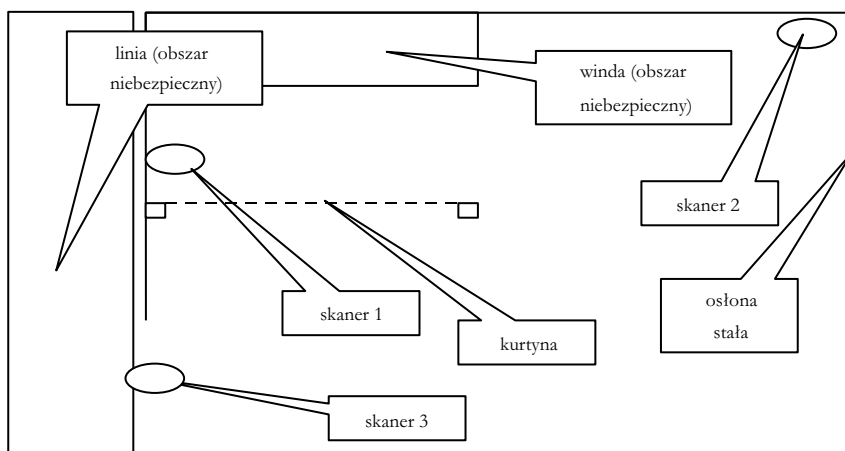 linia (obszar
niebezpieczny)
winda (obszar
niebezpieczny)
skaner 2
osłona
stała
skaner 1
kurtyna
skaner 3